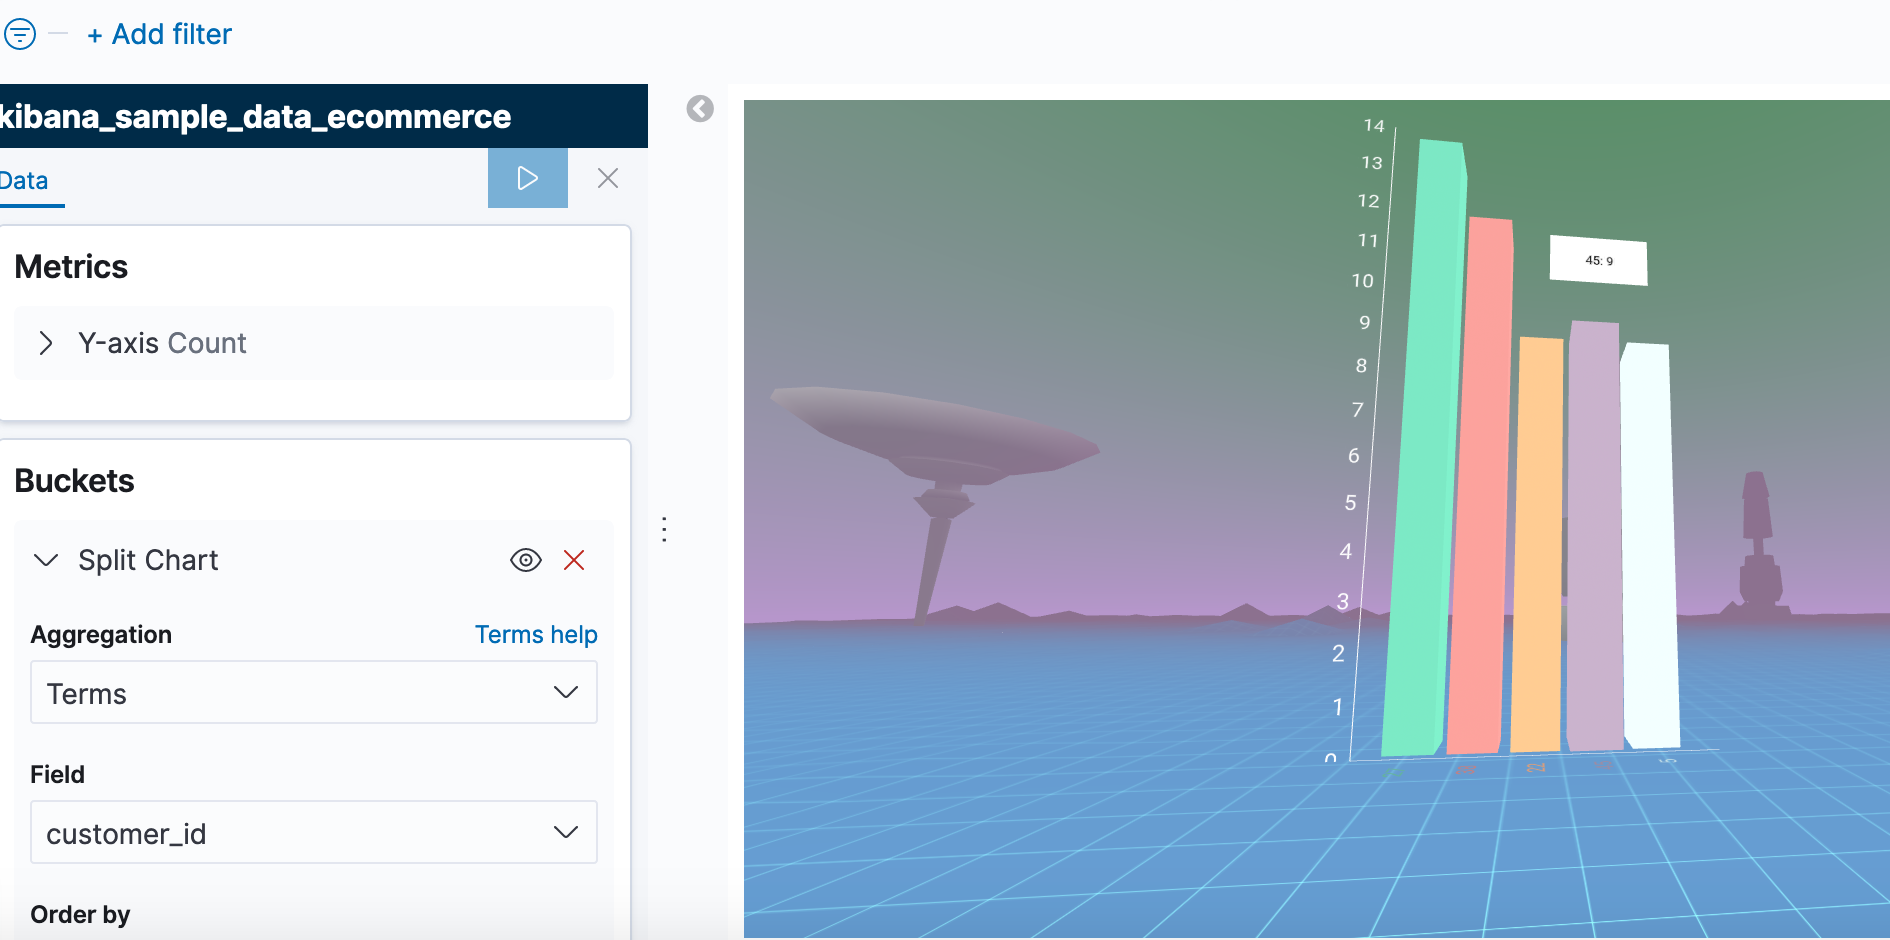 + Add filter
kibana_sample_data_ecommerce
Data
Metrics
Y-axis Count
Buckets
Split Chart
Aggregation
Terms help
Terms
Field
customer_id
Order by
14
13
12
11
10
9
8
7
6
5
4
3
2
1
0
45: 9